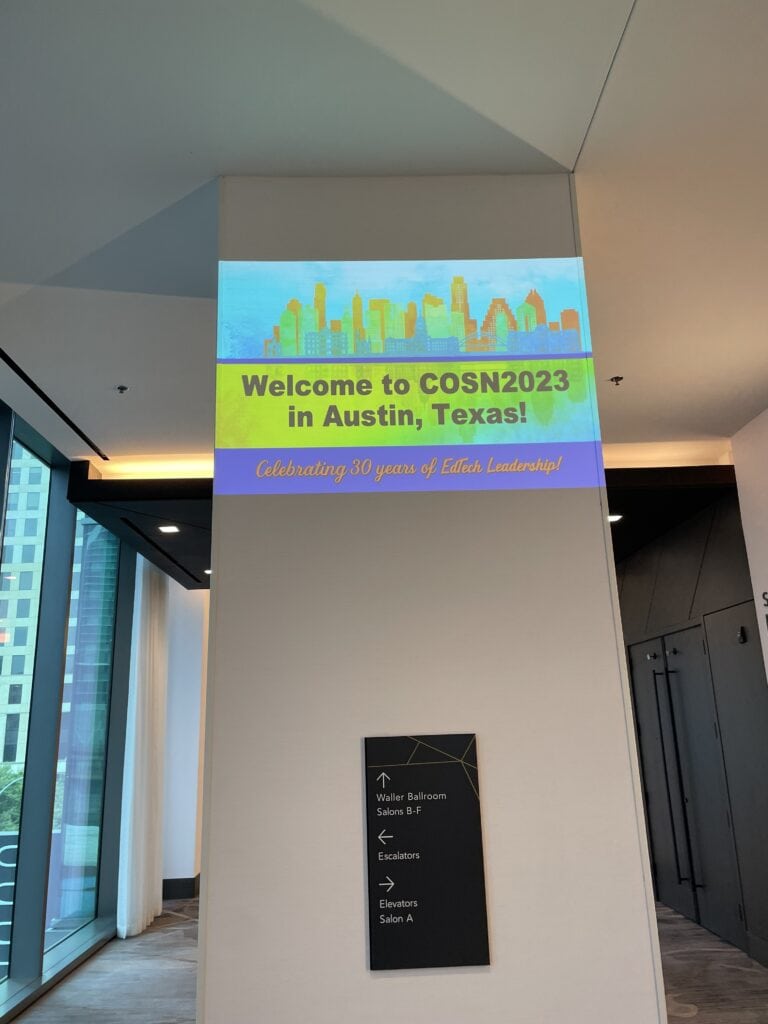 Welcome to COSN2023
in Austin, Texas!
Celebrating 30 years of EdTech Leadership!
↑
Waller Ballroom
Salons B-F
←
Escalators
→
Elevators
Salon A